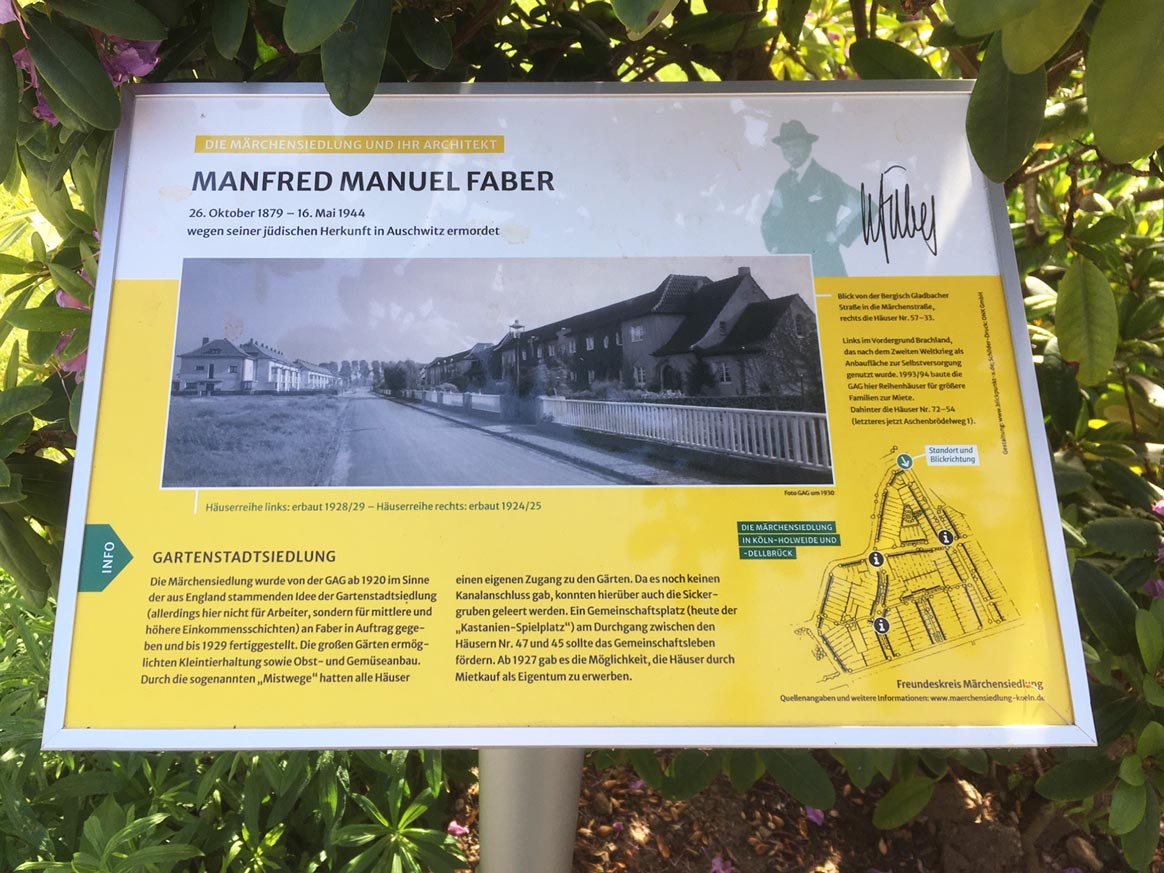 DIE MÄRCHENSIEDLUNG UND IHR ARCHITEKT
MANFRED MANUEL FABER
26. Oktober 1879 – 16. Mai 1944
wegen seiner jüdischen Herkunft in Auschwitz ermordet
Faber
Blick von der Bergisch Gladbacher
Straße in die Märchenstraße,
rechts die Häuser Nr. 57–33.
Links im Vordergrund Brachland,
das nach dem Zweiten Weltkrieg als
Anbaufläche zur Selbstversorgung
genutzt wurde. 1993/94 baute die
GAG hier Reihenhäuser für größere
Familien zur Miete.
Dahinter die Häuser Nr. 72–54
(letzteres jetzt Aschenbrödelweg 1).
Foto GAG um 1930
Häuserreihe links: erbaut 1928/29 – Häuserreihe rechts: erbaut 1924/25
INFO
GARTENSTADTSIEDLUNG
Die Märchensiedlung wurde von der GAG ab 1920 im Sinne
der aus England stammenden Idee der Gartenstadtsiedlung
(allerdings hier nicht für Arbeiter, sondern für mittlere und
höhere Einkommensschichten) an Faber in Auftrag gege-
ben und bis 1929 fertiggestellt. Die großen Gärten ermög-
lichten Kleintierhaltung sowie Obst- und Gemüseanbau.
Durch die sogenannten „Mistwege“ hatten alle Häuser
einen eigenen Zugang zu den Gärten. Da es noch keinen
Kanalanschluss gab, konnten hierüber auch die Sicker-
gruben geleert werden. Ein Gemeinschaftsplatz (heute der
„Kastanien-Spielplatz“) am Durchgang zwischen den
Häusern Nr. 47 und 45 sollte das Gemeinschaftsleben
fördern. Ab 1927 gab es die Möglichkeit, die Häuser durch
Mietkauf als Eigentum zu erwerben.
DIE MÄRCHENSIEDLUNG
IN KÖLN-HOLWEIDE UND
-DELLBRÜCK
Standort und
Blickrichtung
i
i
i
Freundeskreis Märchensiedlung
Quellenangaben und weitere Informationen: www.maerchensiedlung-koeln.de